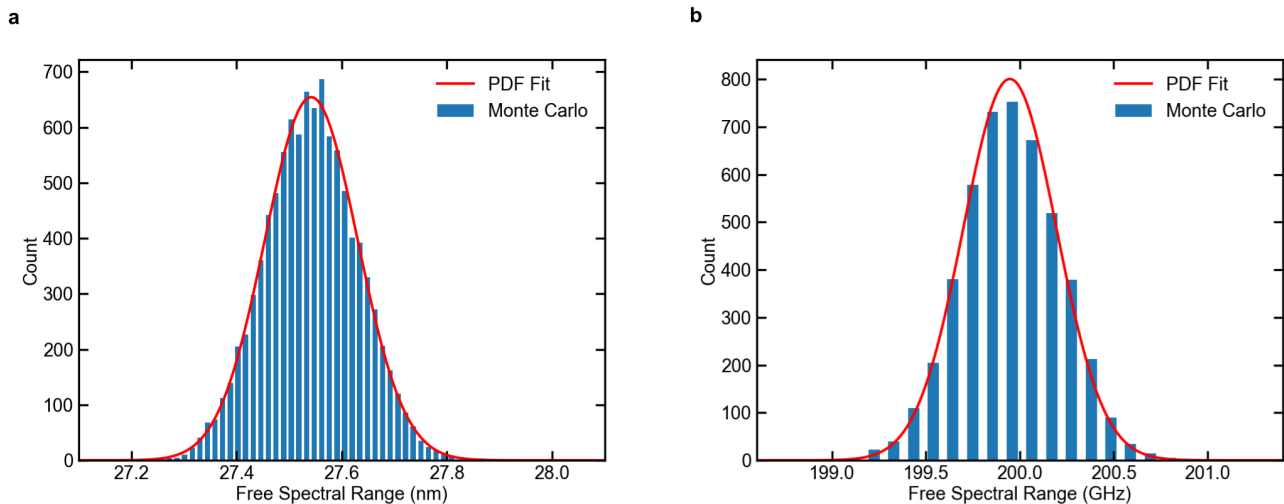 a
700
600
500
400
300
200
100
0
Count
27.2
27.4
27.6
27.8
28.0
Free Spectral Range (nm)
PDF Fit
Monte Carlo
b
800
700
600
500
400
300
200
100
0
Count
199.0
199.5
200.0
200.5
201.0
Free Spectral Range (GHz)
PDF Fit
Monte Carlo